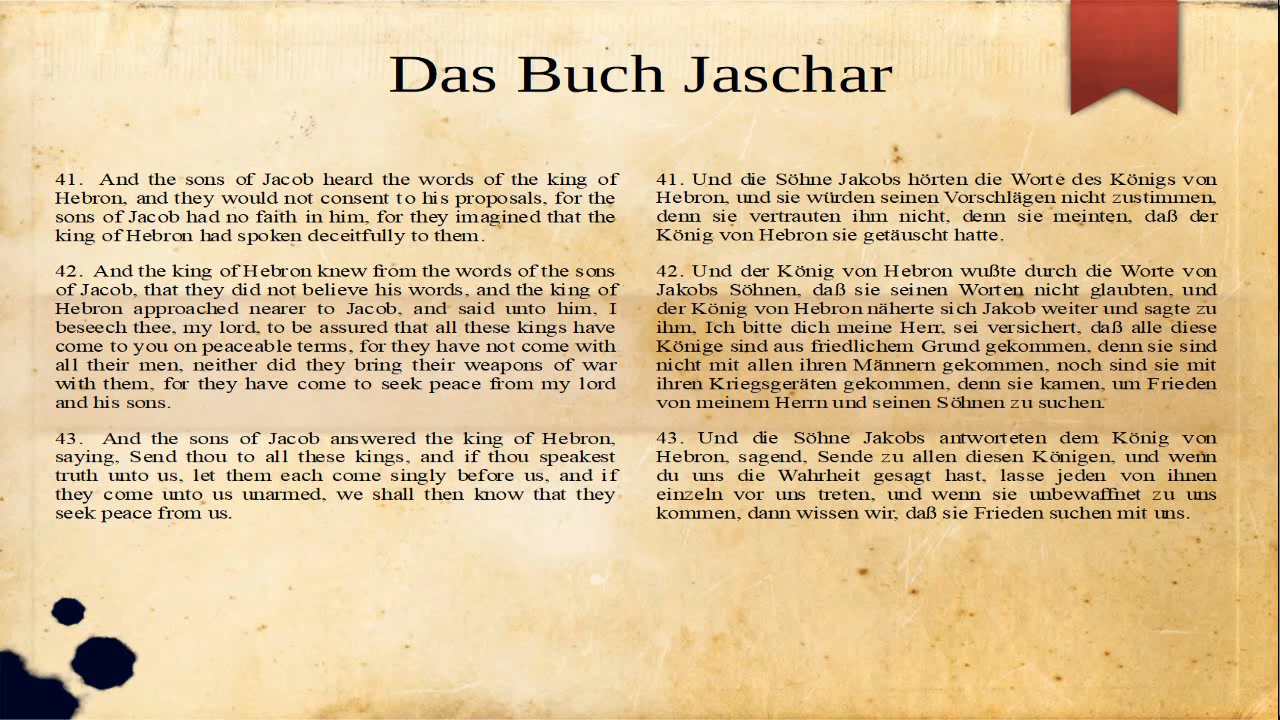 Das Buch Jaschar
41. And the sons of Jacob heard the words of the king of
Hebron, and they would not consent to his proposals, for the
sons of Jacob had no faith in him, for they imagined that the
king of Hebron had spoken deceitfully to them.
42. And the king of Hebron knew from the words of the sons
of Jacob, that they did not believe his words, and the king of
Hebron approached nearer to Jacob, and said unto him, I
beseech thee, my lord, to be assured that all these kings have
come to you on peaceable terms, for they have not come with
all their men, neither did they bring their weapons of war
with them, for they have come to seek peace from my lord
and his sons.
43. And the sons of Jacob answered the king of Hebron,
saying, Send thou to all these kings, and if thou speakest
truth unto us, let them each come singly before us, and if
they come unto us unarmed, we shall then know that they
seek peace from us.
41. Und die Söhne Jakobs hörten die Worte des Königs von
Hebron, und sie würden seinen Vorschlägen nicht zustimmen,
denn sie vertrauten ihm nicht, denn sie meinten, daß der
König von Hebron sie getäuscht hatte.
42. Und der König von Hebron wußte durch die Worte von
Jakobs Söhnen, daß sie seinen Worten nicht glaubten, und
der König von Hebron näherte sich Jakob weiter und sagte zu
ihm, Ich bitte dich meine Herr, sei versichert, daß alle diese
Könige sind aus friedlichem Grund gekommen, denn sie sind
nicht mit allen ihren Männern gekommen, noch sind sie mit
ihren Kriegsgeräten gekommen, denn sie kamen, um Frieden
von meinem Herrn und seinen Söhnen zu suchen.
43. Und die Söhne Jakobs antworteten dem König von
Hebron, sagend, Sende zu allen diesen Königen, und wenn
du uns die Wahrheit gesagt hast, lasse jeden von ihnen
einzeln vor uns treten, und wenn sie unbewaffnet zu uns
kommen, dann wissen wir, daß sie Frieden suchen mit uns.